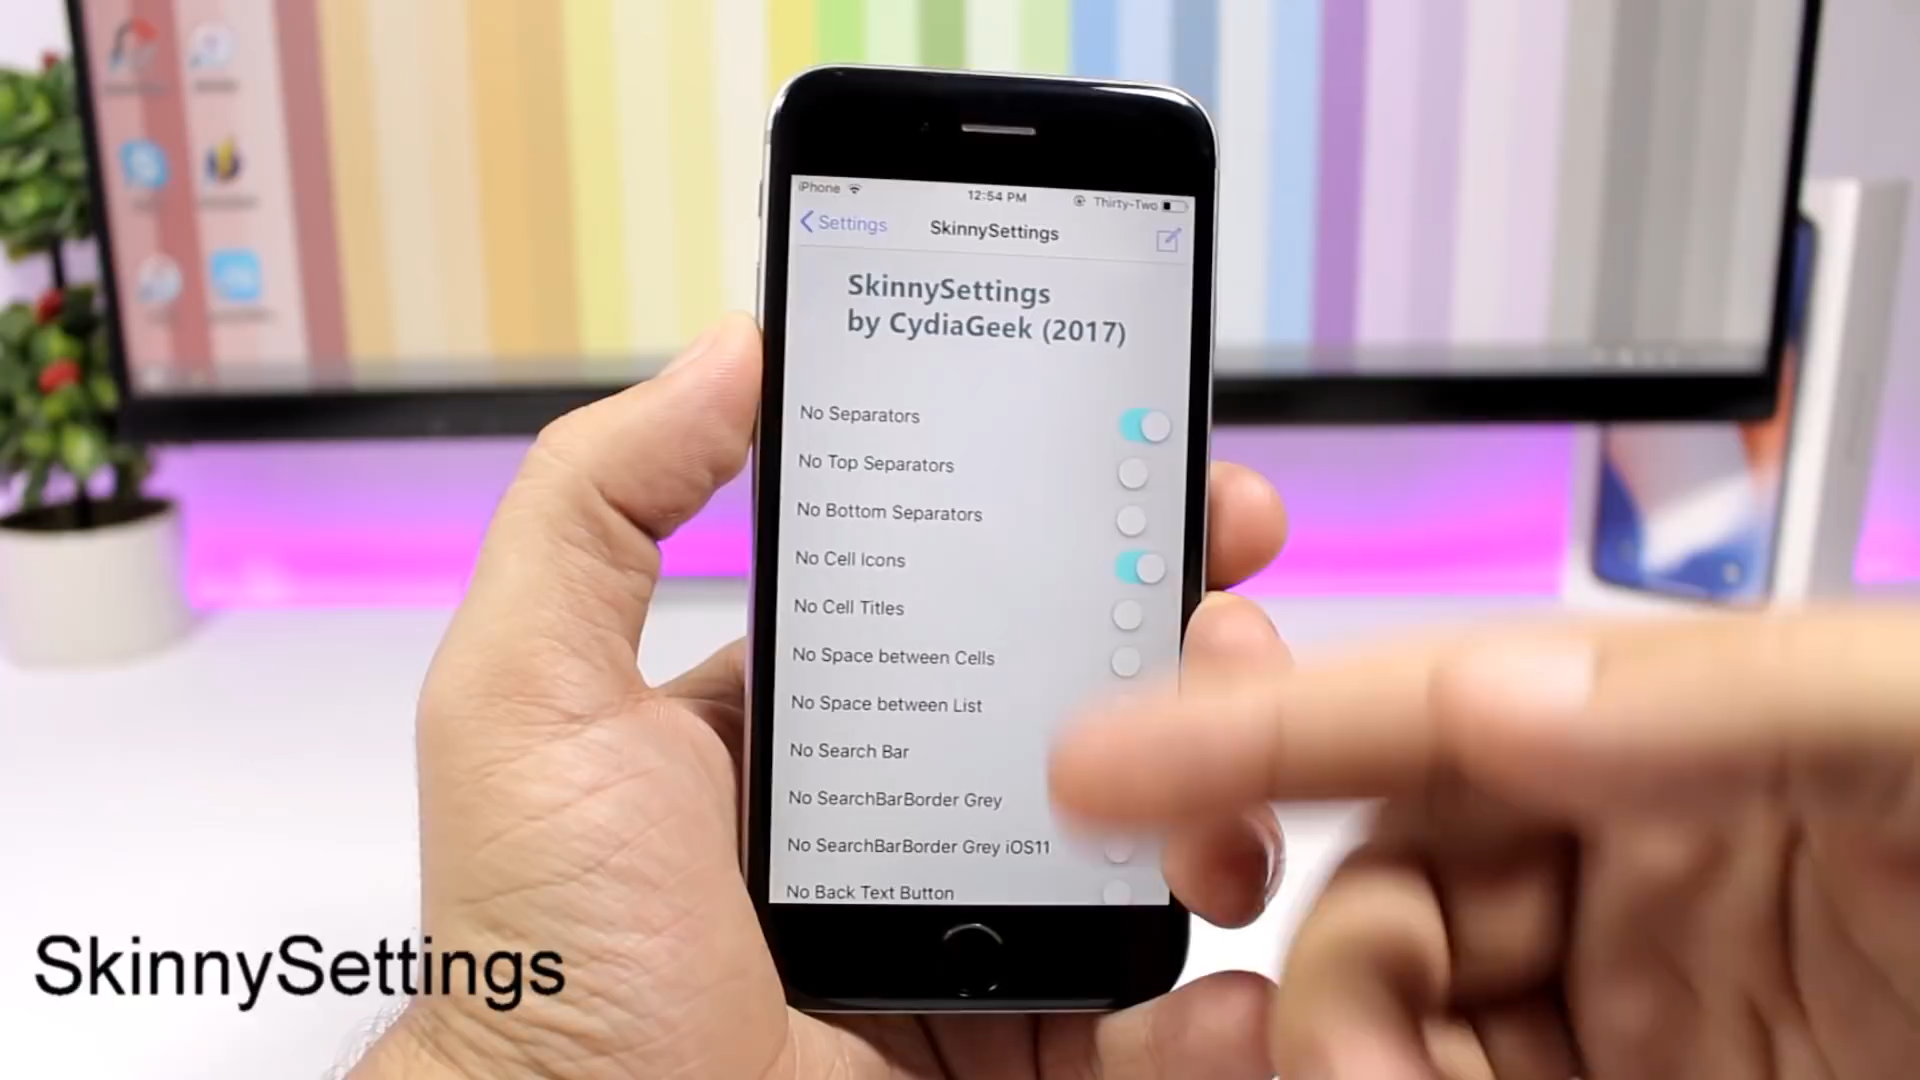 iPhone
12:54 PM
Thirty-Two
Settings
SkinnySettings
SkinnySettings
by CydiaGeek (2017)
No Separators
No Top Separators
No Bottom Separators
No Cell Icons
No Cell Titles
No Space between Cells
No Space between List
No Search Bar
No SearchBarBorder Grey
No SearchBarBorder Grey iOS11
No Back Text Button
SkinnySettings